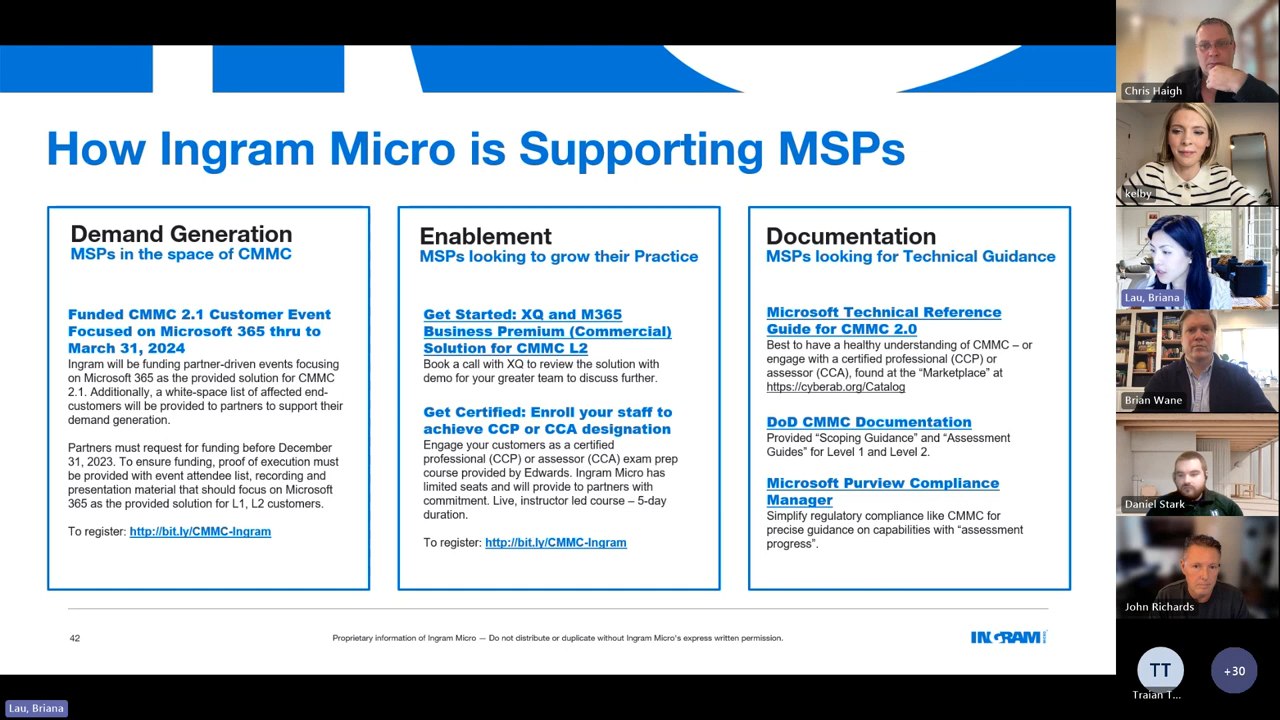 How Ingram Micro is Supporting MSPs
Demand Generation
MSPs in the space of CMMC
Funded CMMC 2.1 Customer Event
Focused on Microsoft 365 thru to
March 31, 2024
Ingram will be funding partner-driven events focusing
on Microsoft 365 as the provided solution for CMMC
2.1. Additionally, a white-space list of affected end-
customers will be provided to partners to support their
demand generation.
Partners must request for funding before December
31, 2023. To ensure funding, proof of execution must
be provided with event attendee list, recording and
presentation material that should focus on Microsoft
365 as the provided solution for L1, L2 customers.
To register: http://bit.ly/CMMC-Ingram
Enablement
MSPs looking to grow their Practice
Get Started: XQ and M365
Business Premium (Commercial)
Solution for CMMC L2
Book a call with XQ to review the solution with
demo for your greater team to discuss further.
Get Certified: Enroll your staff to
achieve CCP or CCA designation
Engage your customers as a certified
professional (CCP) or assessor (CCA) exam prep
course provided by Edwards. Ingram Micro has
limited seats and will provide to partners with
commitment. Live, instructor led course – 5-day
duration.
To register: http://bit.ly/CMMC-Ingram
Documentation
MSPs looking for Technical Guidance
Microsoft Technical Reference
Guide for CMMC 2.0
Best to have a healthy understanding of CMMC – or
engage with a certified professional (CCP) or
assessor (CCA), found at the “Marketplace” at
https://cyberab.org/Catalog
DoD CMMC Documentation
Provided “Scoping Guidance” and “Assessment
Guides” for Level 1 and Level 2.
Microsoft Purview Compliance
Manager
Simplify regulatory compliance like CMMC for
precise guidance on capabilities with “assessment
progress”.
42
Proprietary information of Ingram Micro — Do not distribute or duplicate without Ingram Micro's express written permission.
INGRAM
Chris Haigh
kelby
Lau, Briana
Brian Wane
Daniel Stark
John Richards
TT
Traian T...
+30
Lau, Briana